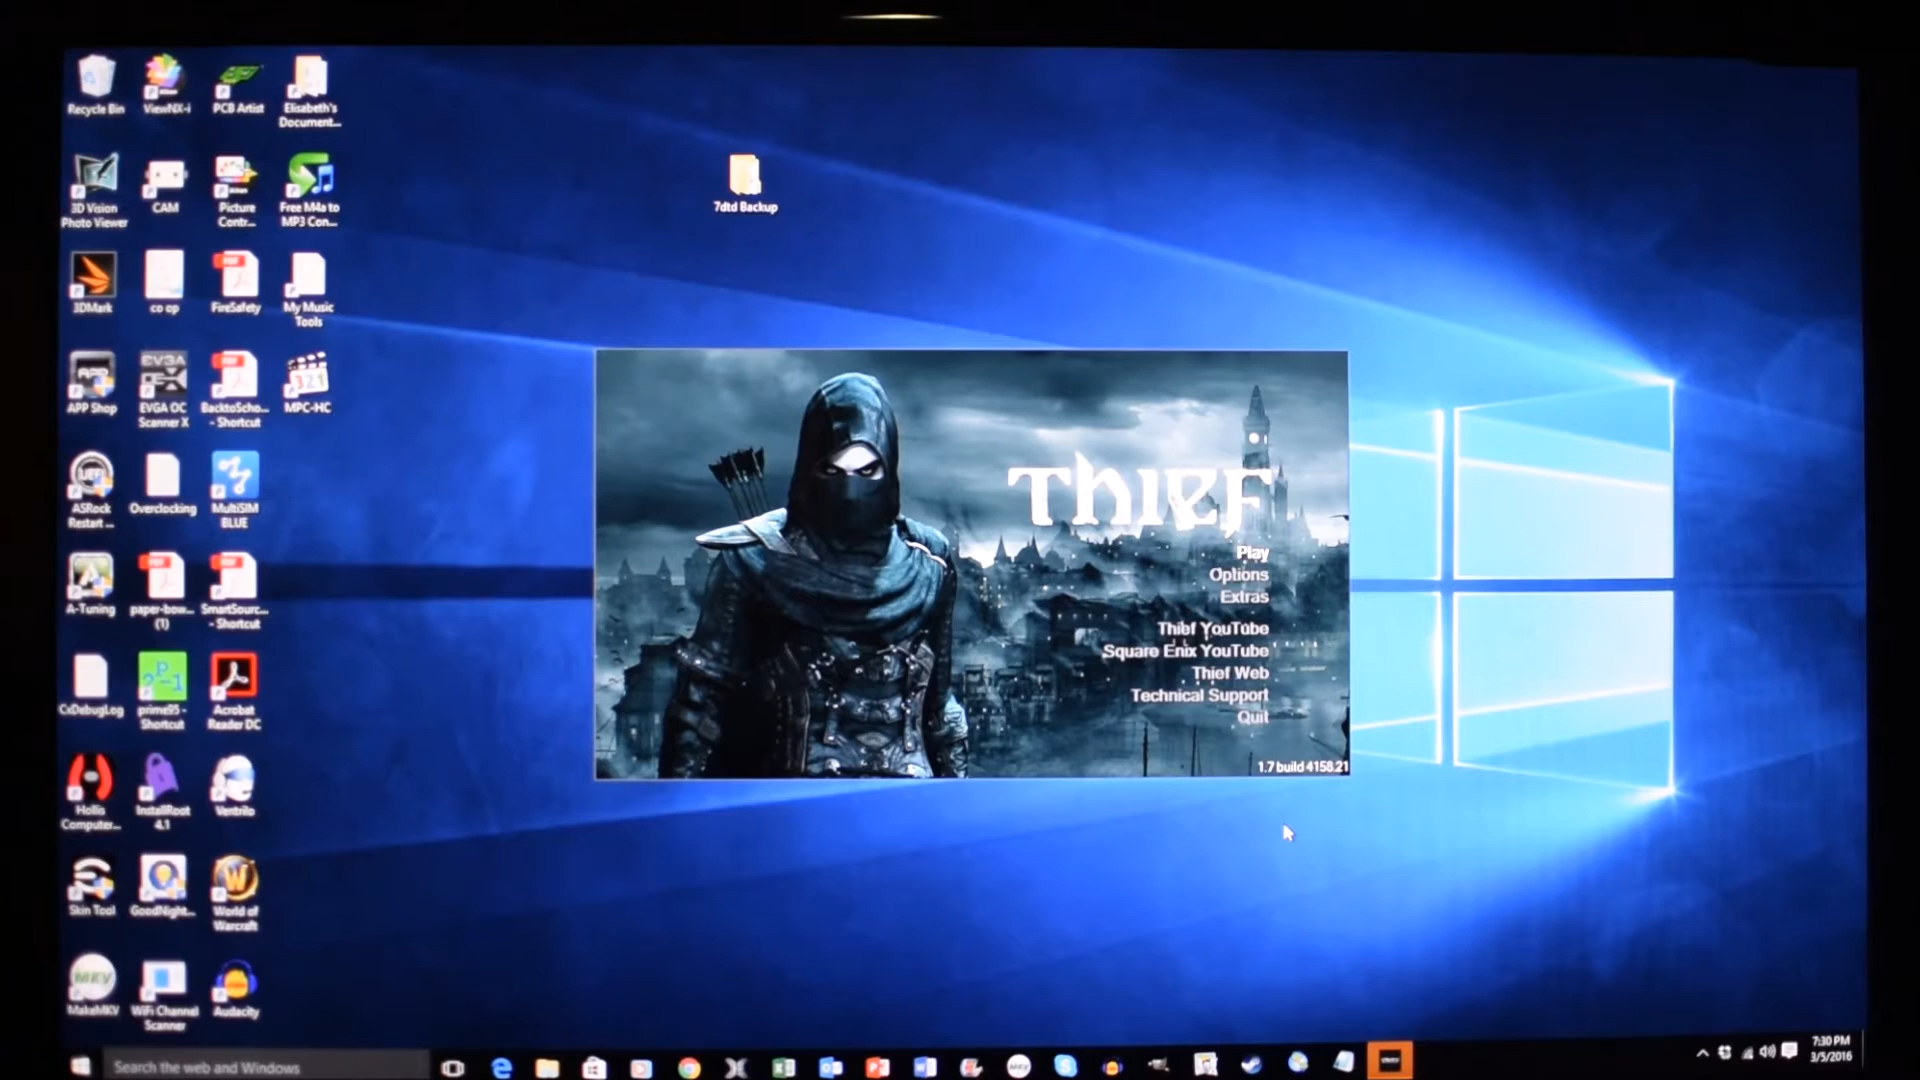 Recycle Bin
ViewNX-i
PCB Artist
Elisabeth's
Document...
3D Vision
Photo Viewer
CAM
Picture
Contr...
Free M4a to
MP3 Con...
7dtd Backup
3DMark
co op
FireSafety
My Music
Tools
APP Shop
EVGA OC
Scanner X
BacktoScho...
- Shortcut
MPC-HC
ASRock
Restart ...
Overclocking
MultiSIM
BLUE
A-Tuning
paper-bow...
(1)
SmartSourc...
- Shortcut
CxDebugLog
prime95 -
Shortcut
Acrobat
Reader DC
Hollis
Computer...
InstallRoot
4.1
Ventrilo
Skin Tool
GoodNight...
World of
Warcraft
MakeMKV
WiFi Channel
Scanner
Audacity
THIEF
Play
Options
Extras
Thief YouTube
Square Enix YouTube
Thief Web
Technical Support
Quit
1.7 build 4158.21
Search the web and Windows
7:30 PM
3/5/2016